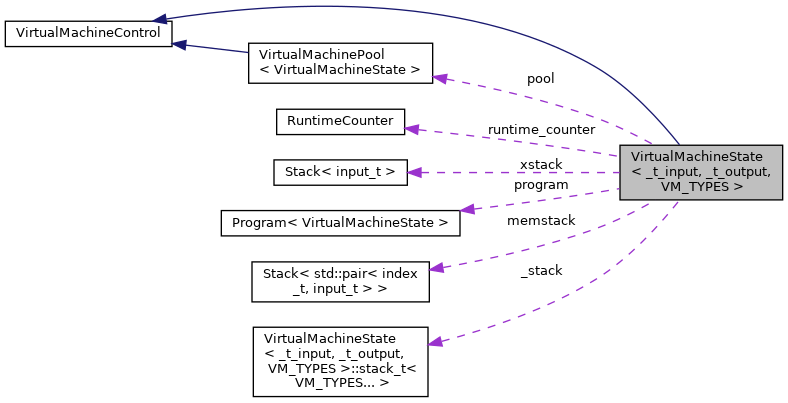 VirtualMachineControl
VirtualMachinePool
< VirtualMachineState >
pool
RuntimeCounter
runtime_counter
VirtualMachineState
< _t_input, _t_output,
VM_TYPES >
xstack
Stack< input_t >
program
Program< VirtualMachineState >
memstack
Stack< std::pair< index
_t, input_t > >
_stack
VirtualMachineState
< _t_input, _t_output,
VM_TYPES >::stack_t<
VM_TYPES... >